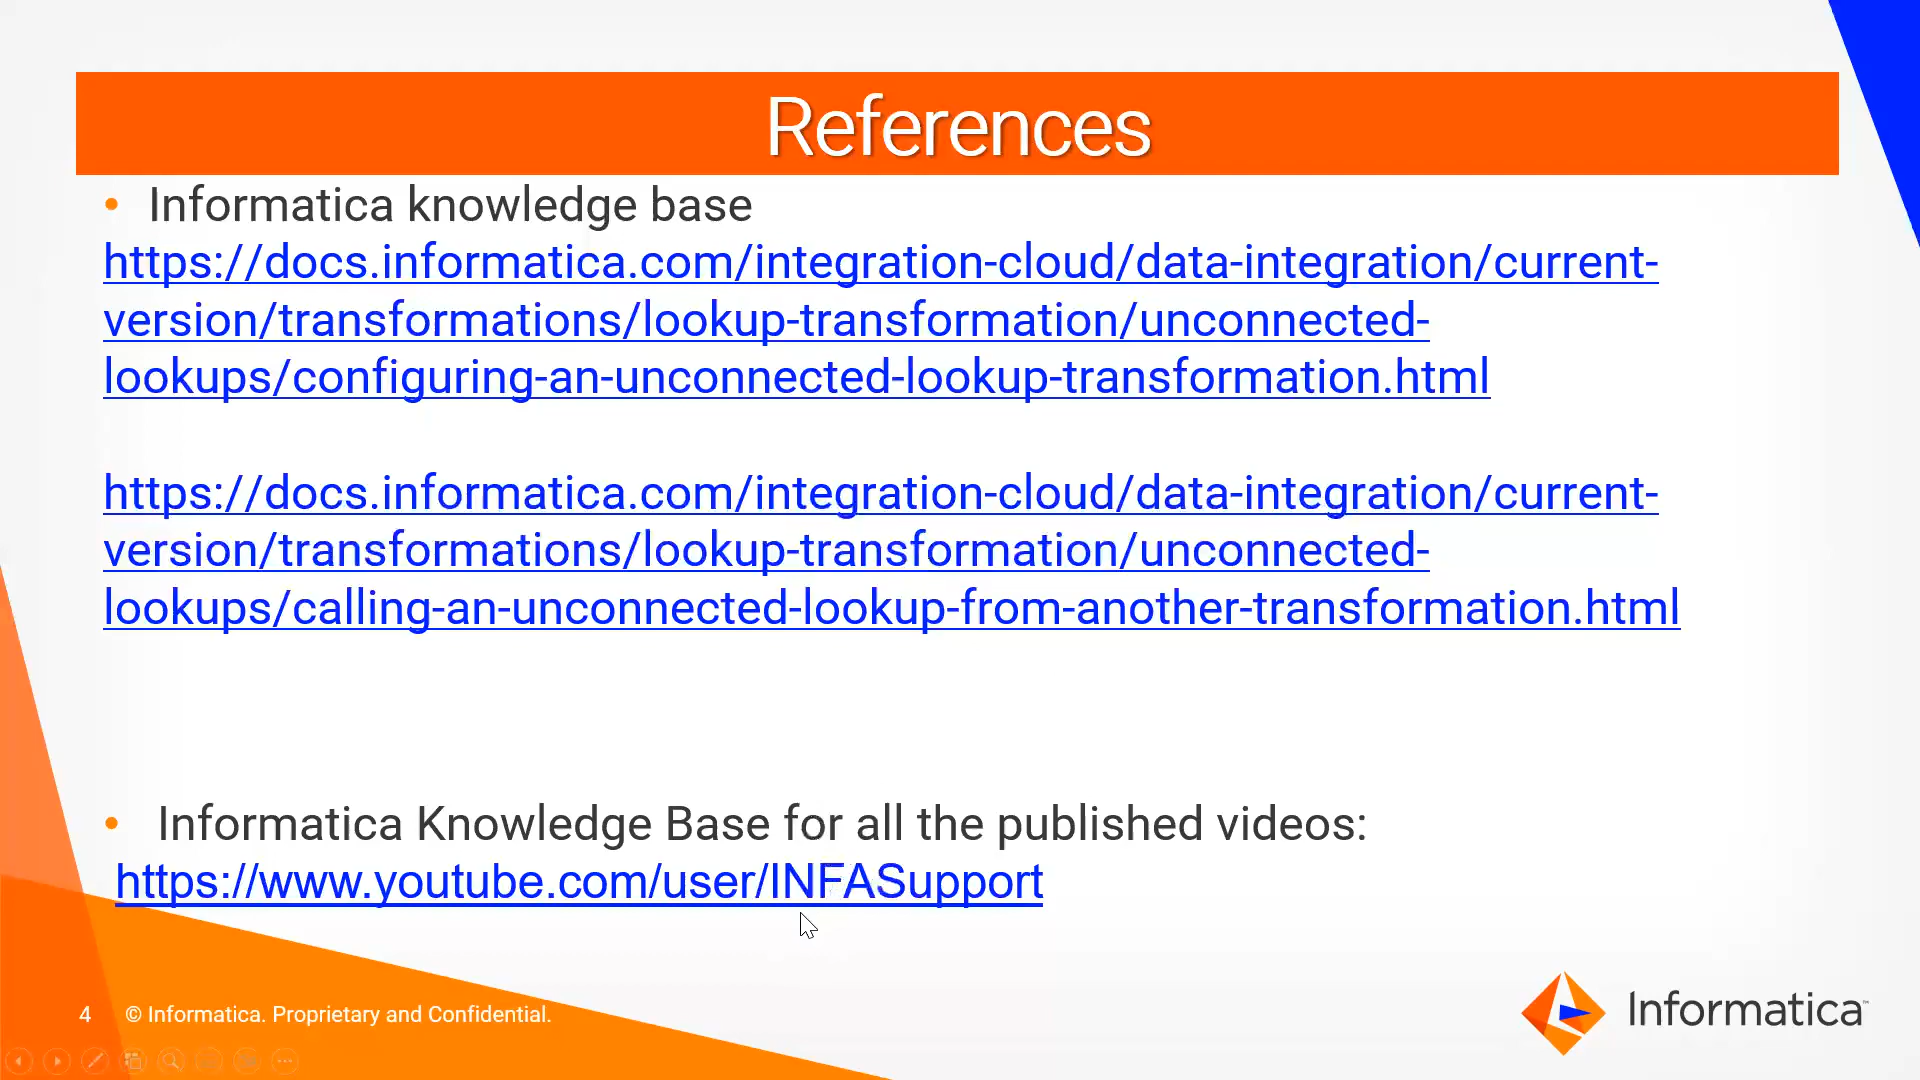 References
• Informatica knowledge base
https://docs.informatica.com/integration-cloud/data-integration/current-
version/transformations/lookup-transformation/unconnected-
lookups/configuring-an-unconnected-lookup-transformation.html
https://docs.informatica.com/integration-cloud/data-integration/current-
version/transformations/lookup-transformation/unconnected-
lookups/calling-an-unconnected-lookup-from-another-transformation.html
• Informatica Knowledge Base for all the published videos:
https://www.youtube.com/user/INFASupport
4 © Informatica. Proprietary and Confidential.
Informatica™